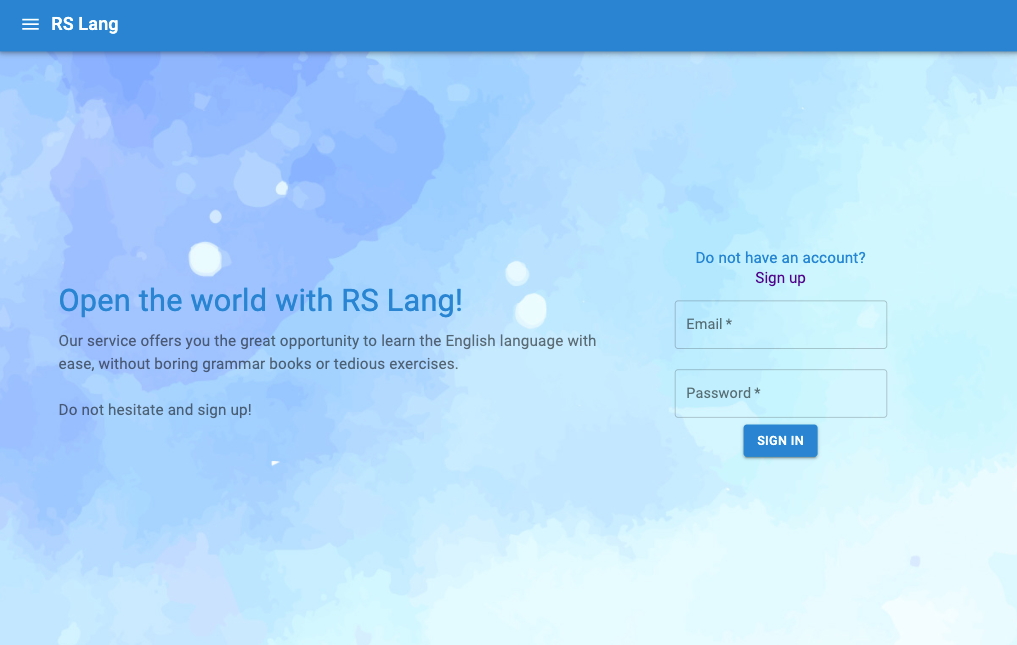 RS Lang
Open the world with RS Lang!
Our service offers you the great opportunity to learn the English language with
ease, without boring grammar books or tedious exercises.
Do not hesitate and sign up!
Do not have an account?
Sign up
Email *
Password *
SIGN IN